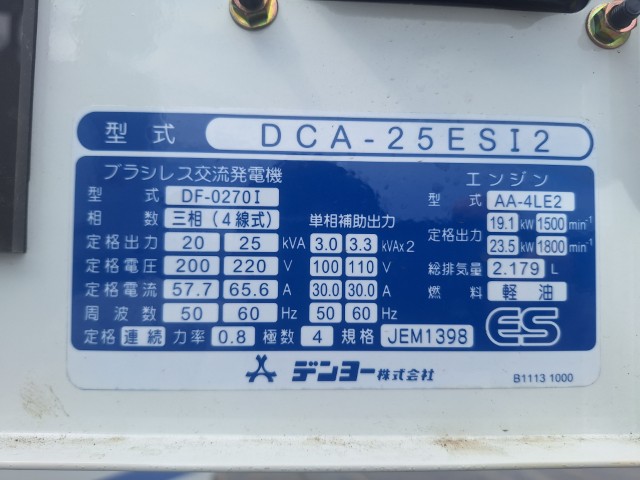 型式 DCA-25ESI2
ブラシレス交流発電機
型式 DF-0270I
相数 三相(4線式) 単相補助出力
定格出力 20 25 kVA 3.0 3.3 kVAx2
定格電圧 200 220 V 100 110 V
定格電流 57.7 65.6 A 30.0 30.0 A
周波数 50 60 Hz 50 60 Hz
定格 連続 力率 0.8 極数 4 規格 JEM1398
エンジン
型式 AA-4LE2
定格出力 19.1 kW 1500 min-¹
23.5 kW 1800 min-¹
総排気量 2.179 L
燃料 軽油
ES
デンヨー株式会社
B1113 1000